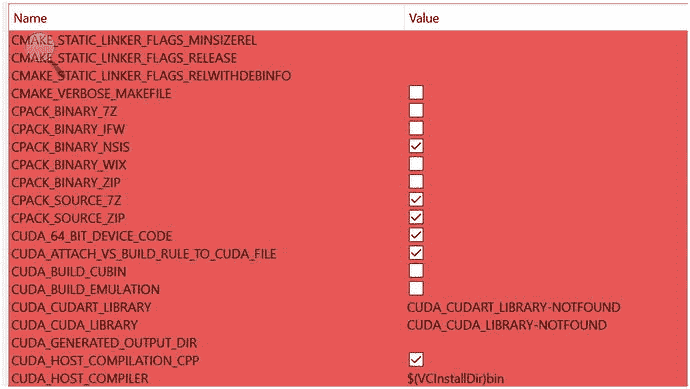 Name Value
CMAKE_STATIC_LINKER_FLAGS_MINSIZEREL
CMAKE_STATIC_LINKER_FLAGS_RELEASE
CMAKE_STATIC_LINKER_FLAGS_RELWITHDEBINFO
CMAKE_VERBOSE_MAKEFILE
CPACK_BINARY_7Z
CPACK_BINARY_IFW
CPACK_BINARY_NSIS
CPACK_BINARY_WIX
CPACK_BINARY_ZIP
CPACK_SOURCE_7Z
CPACK_SOURCE_ZIP
CUDA_64_BIT_DEVICE_CODE
CUDA_ATTACH_VS_BUILD_RULE_TO_CUDA_FILE
CUDA_BUILD_CUBIN
CUDA_BUILD_EMULATION
CUDA_CUDART_LIBRARY CUDA_CUDART_LIBRARY-NOTFOUND
CUDA_CUDA_LIBRARY CUDA_CUDA_LIBRARY-NOTFOUND
CUDA_GENERATED_OUTPUT_DIR
CUDA_HOST_COMPILATION_CPP
CUDA_HOST_COMPILER $(VCInstallDir)bin